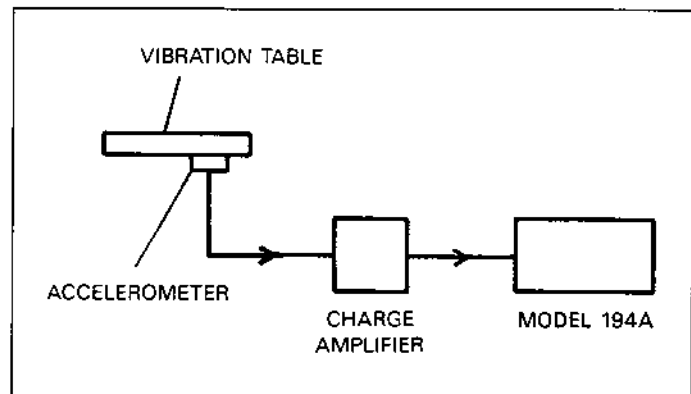 VIBRATION TABLE
ACCELEROMETER
CHARGE
AMPLIFIER
MODEL 194A